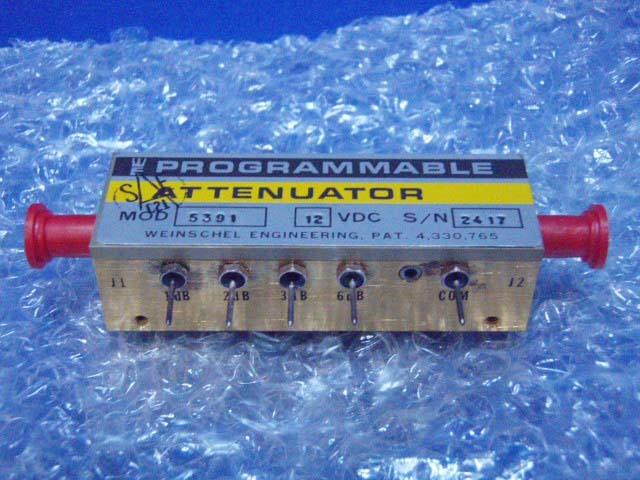 PROGRAMMABLE
ATTENUATOR
MOD 5391 12 VDC S/N 2417
WEINSCHEL ENGINEERING, PAT. 4,330,765
J1 1dB 2dB 3dB 6dB COM J2